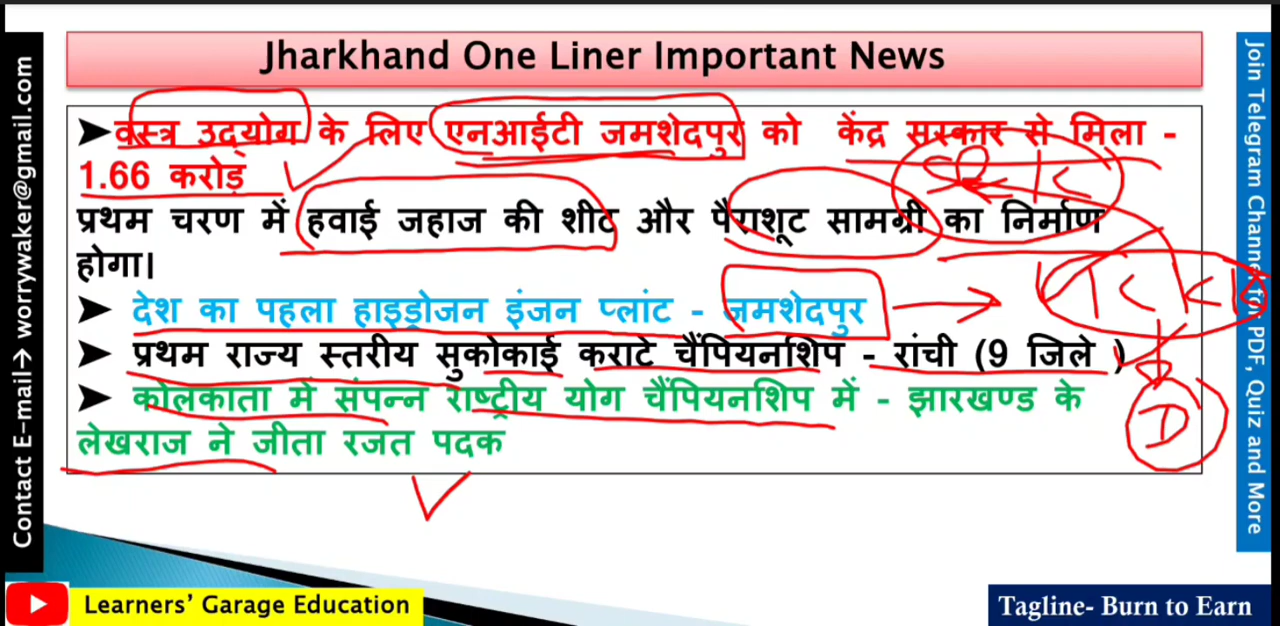 Jharkhand One Liner Important News
➤वस्त्र उद्योग के लिए एनआईटी जमशेदपुर को केंद्र सरकार से मिला -
1.66 करोड़
प्रथम चरण में हवाई जहाज की शीट और पैराशूट सामग्री का निर्माण
होगा।
➤ देश का पहला हाइड्रोजन इंजन प्लांट - जमशेदपुर
➤ प्रथम राज्य स्तरीय सुकोकाई कराटे चैंपियनशिप - रांची (9 जिले )
➤ कोलकाता मे संपन्न राष्ट्रीय योग चैंपियनशिप में - झारखण्ड के
लेखराज ने जीता रजत पदक
D
Contact E-mail→ worrywaker@gmail.com
Join Telegram Channel for PDF, Quiz and More
Learners’ Garage Education
Tagline- Burn to Earn